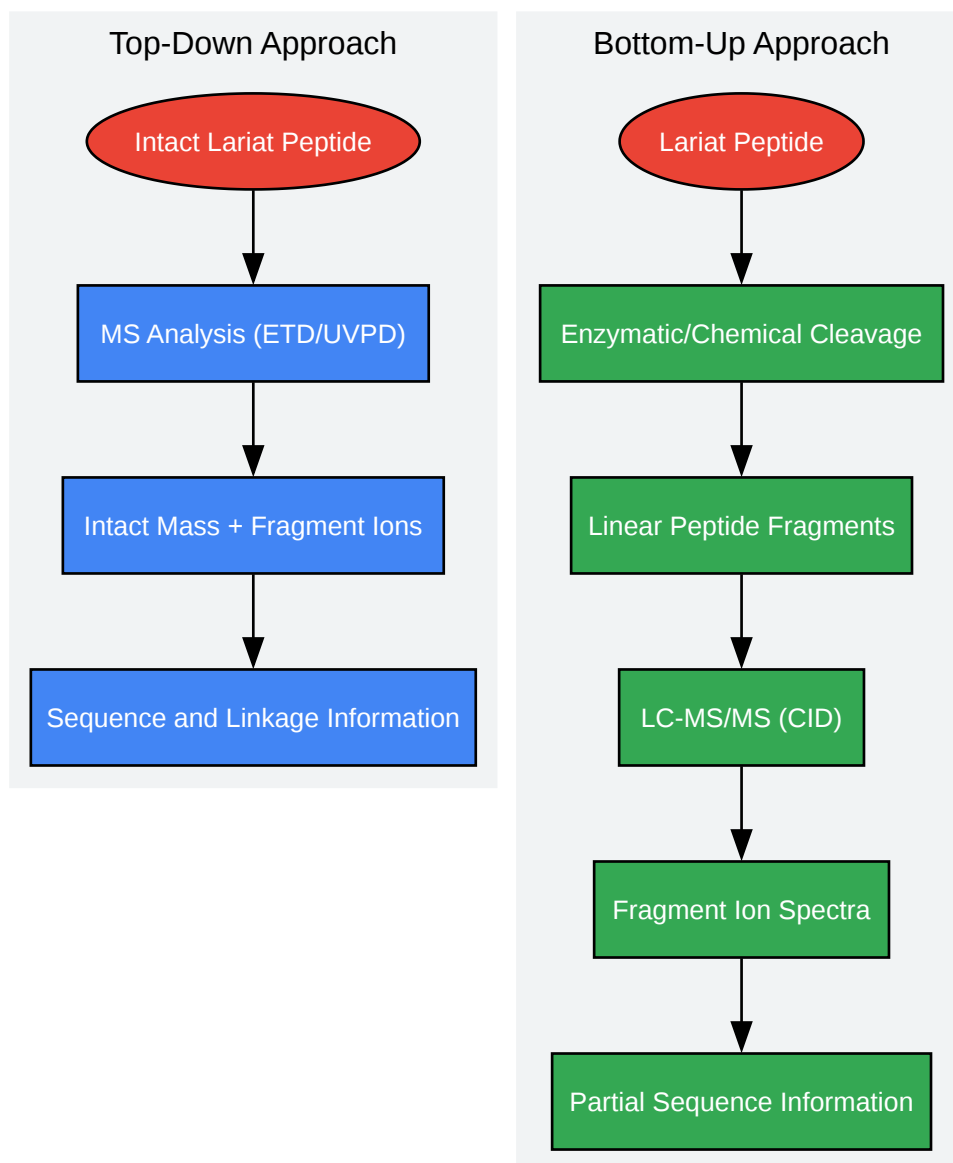 Top-Down Approach
Intact Lariat Peptide
MS Analysis (ETD/UVPD)
Intact Mass + Fragment Ions
Sequence and Linkage Information
Bottom-Up Approach
Lariat Peptide
Enzymatic/Chemical Cleavage
Linear Peptide Fragments
LC-MS/MS (CID)
Fragment Ion Spectra
Partial Sequence Information